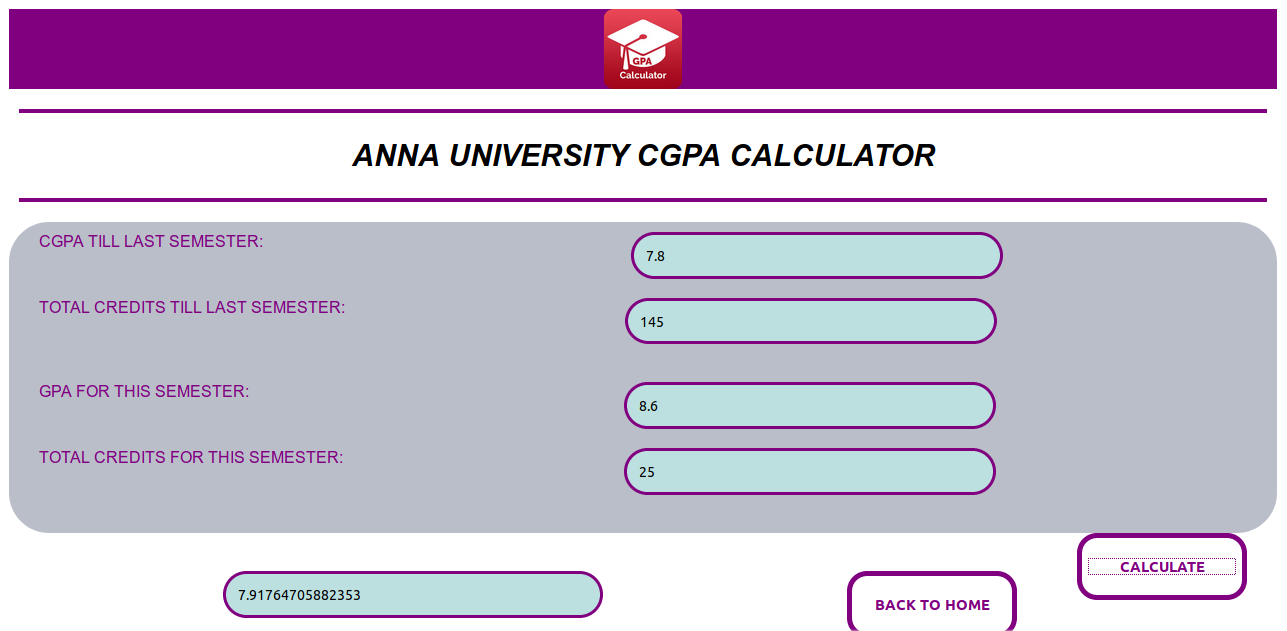 GPA
Calculator
ANNA UNIVERSITY CGPA CALCULATOR
CGPA TILL LAST SEMESTER:
7.8
TOTAL CREDITS TILL LAST SEMESTER:
145
GPA FOR THIS SEMESTER:
8.6
TOTAL CREDITS FOR THIS SEMESTER:
25
CALCULATE
7.91764705882353
BACK TO HOME